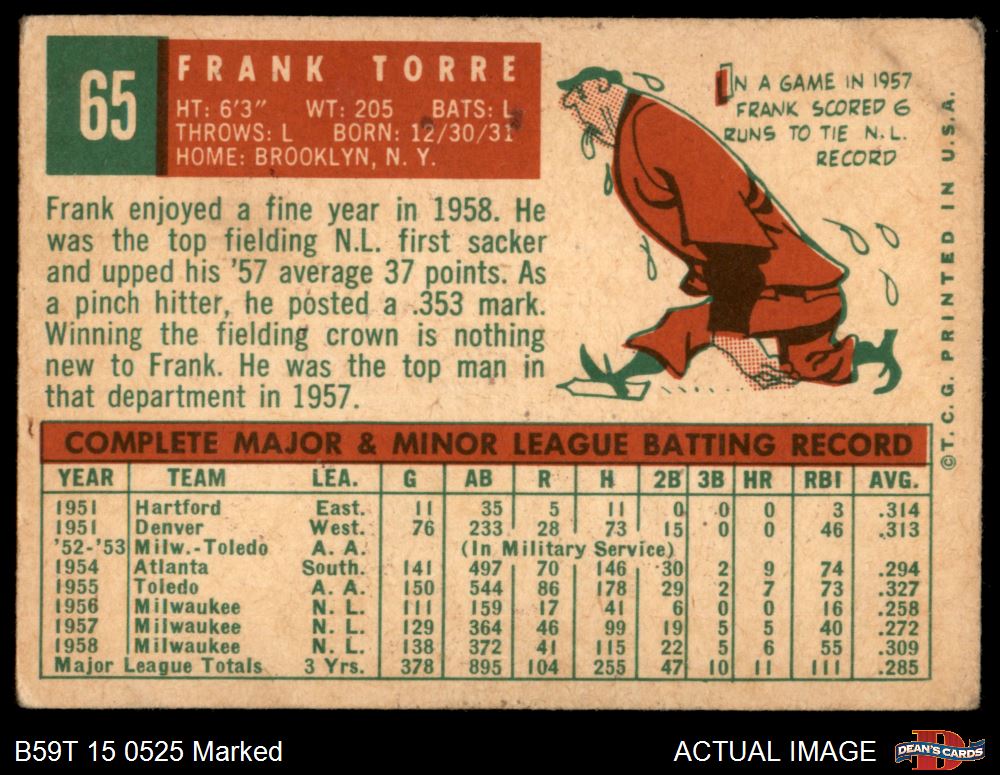 65
FRANK TORRE
HT: 6'3" WT: 205 BATS: L
THROWS: L BORN: 12/30/31
HOME: BROOKLYN, N. Y.
IN A GAME IN 1957
FRANK SCORED 6
RUNS TO TIE N.L.
RECORD
Frank enjoyed a fine year in 1958. He
was the top fielding N.L. first sacker
and upped his '57 average 37 points. As
a pinch hitter, he posted a .353 mark.
Winning the fielding crown is nothing
new to Frank. He was the top man in
that department in 1957.
©T. C. G. PRINTED IN U.S.A.
COMPLETE MAJOR & MINOR LEAGUE BATTING RECORD
YEAR TEAM LEA. G AB R H 2B 3B HR RBI AVG.
1951 Hartford East. 11 35 5 11 0 0 0 3 .314
1951 Denver West. 76 233 28 73 15 0 0 46 .313
'52-'53 Milw.-Toledo A. A. (In Military Service)
1954 Atlanta South. 141 497 70 146 30 2 9 74 .294
1955 Toledo A. A. 150 544 86 178 29 2 7 73 .327
1956 Milwaukee N. L. 111 159 17 41 6 0 0 16 .258
1957 Milwaukee N. L. 129 364 46 99 19 5 5 40 .272
1958 Milwaukee N. L. 138 372 41 115 22 5 6 55 .309
Major League Totals 3 Yrs. 378 895 104 255 47 10 11 111 .285
B59T 15 0525 Marked
ACTUAL IMAGE
D
DEAN'S CARDS